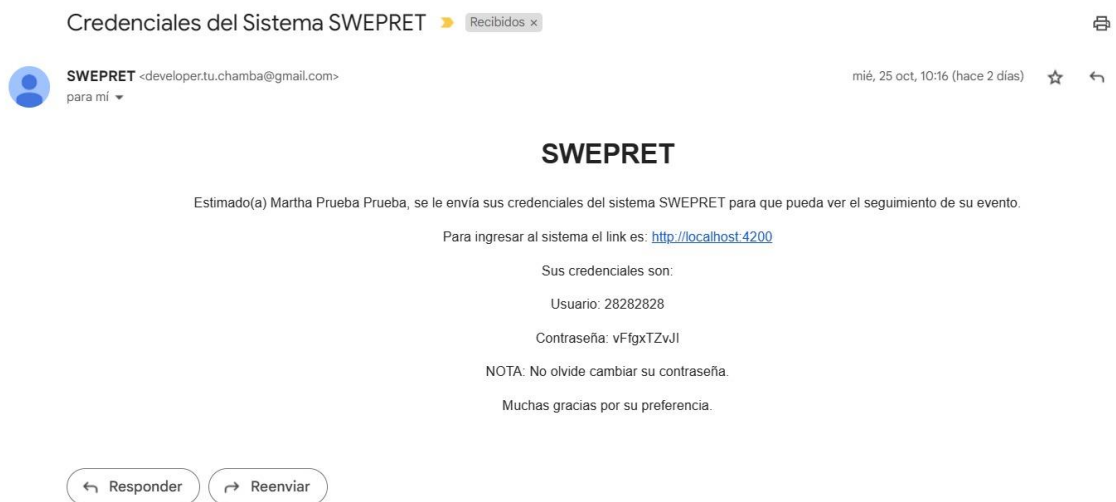 Credenciales del Sistema SWEPRET Recibidos ×
SWEPRET <developer.tu.chamba@gmail.com> mié, 25 oct, 10:16 (hace 2 días)
para mí
SWEPRET
Estimado(a) Martha Prueba Prueba, se le envía sus credenciales del sistema SWEPRET para que pueda ver el seguimiento de su evento.
Para ingresar al sistema el link es: http://localhost:4200
Sus credenciales son:
Usuario: 28282828
Contraseña: vFfgxTZvJI
NOTA: No olvide cambiar su contraseña.
Muchas gracias por su preferencia.
Responder Reenviar